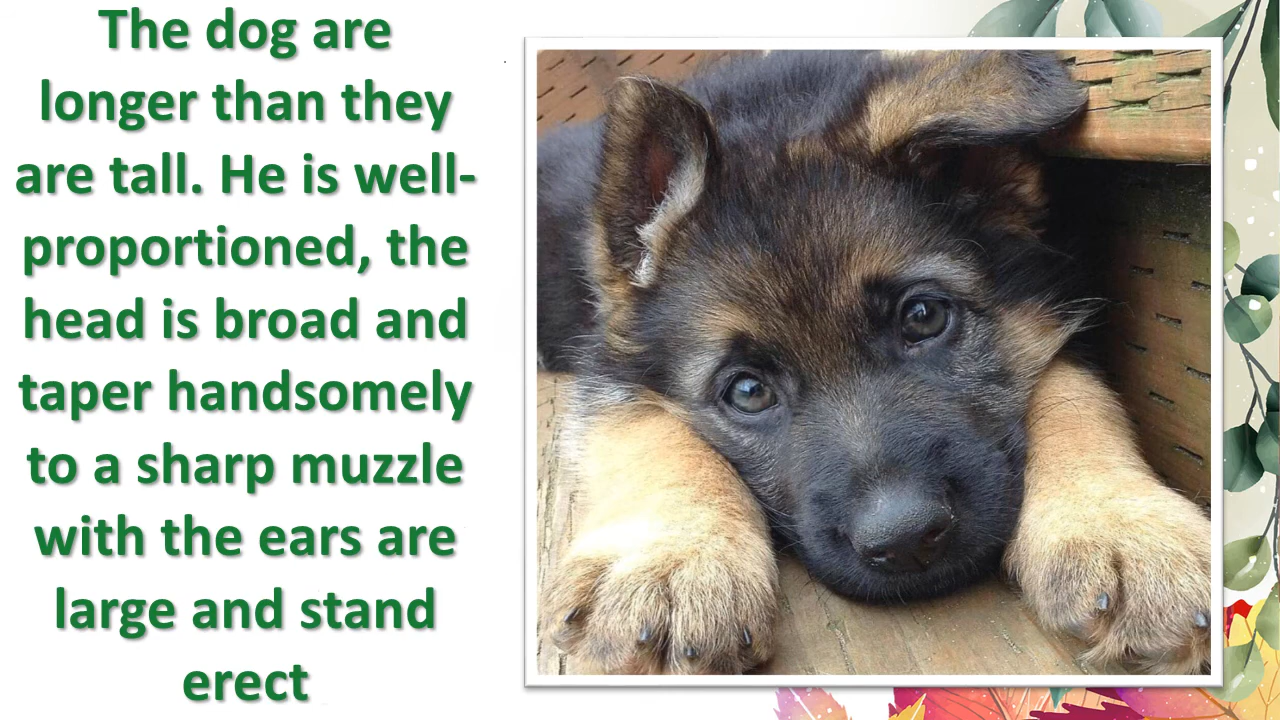 The dog are
longer than they
are tall. He is well-
proportioned, the
head is broad and
taper handsomely
to a sharp muzzle
with the ears are
large and stand
erect